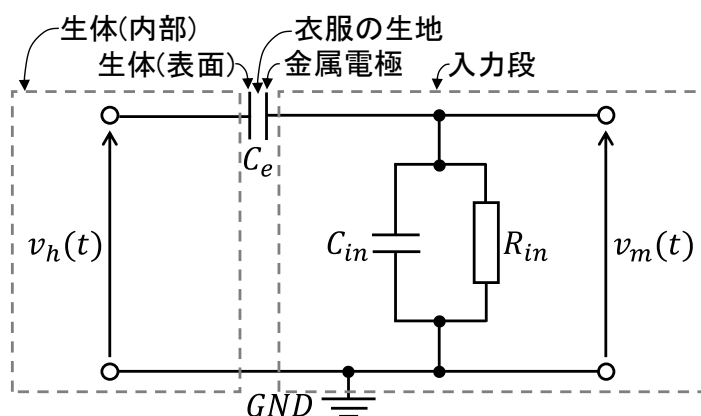 生体(内部)
衣服の生地
生体(表面)
金属電極
入力段
C_e
v_h(t)
C_in
R_in
v_m(t)
GND